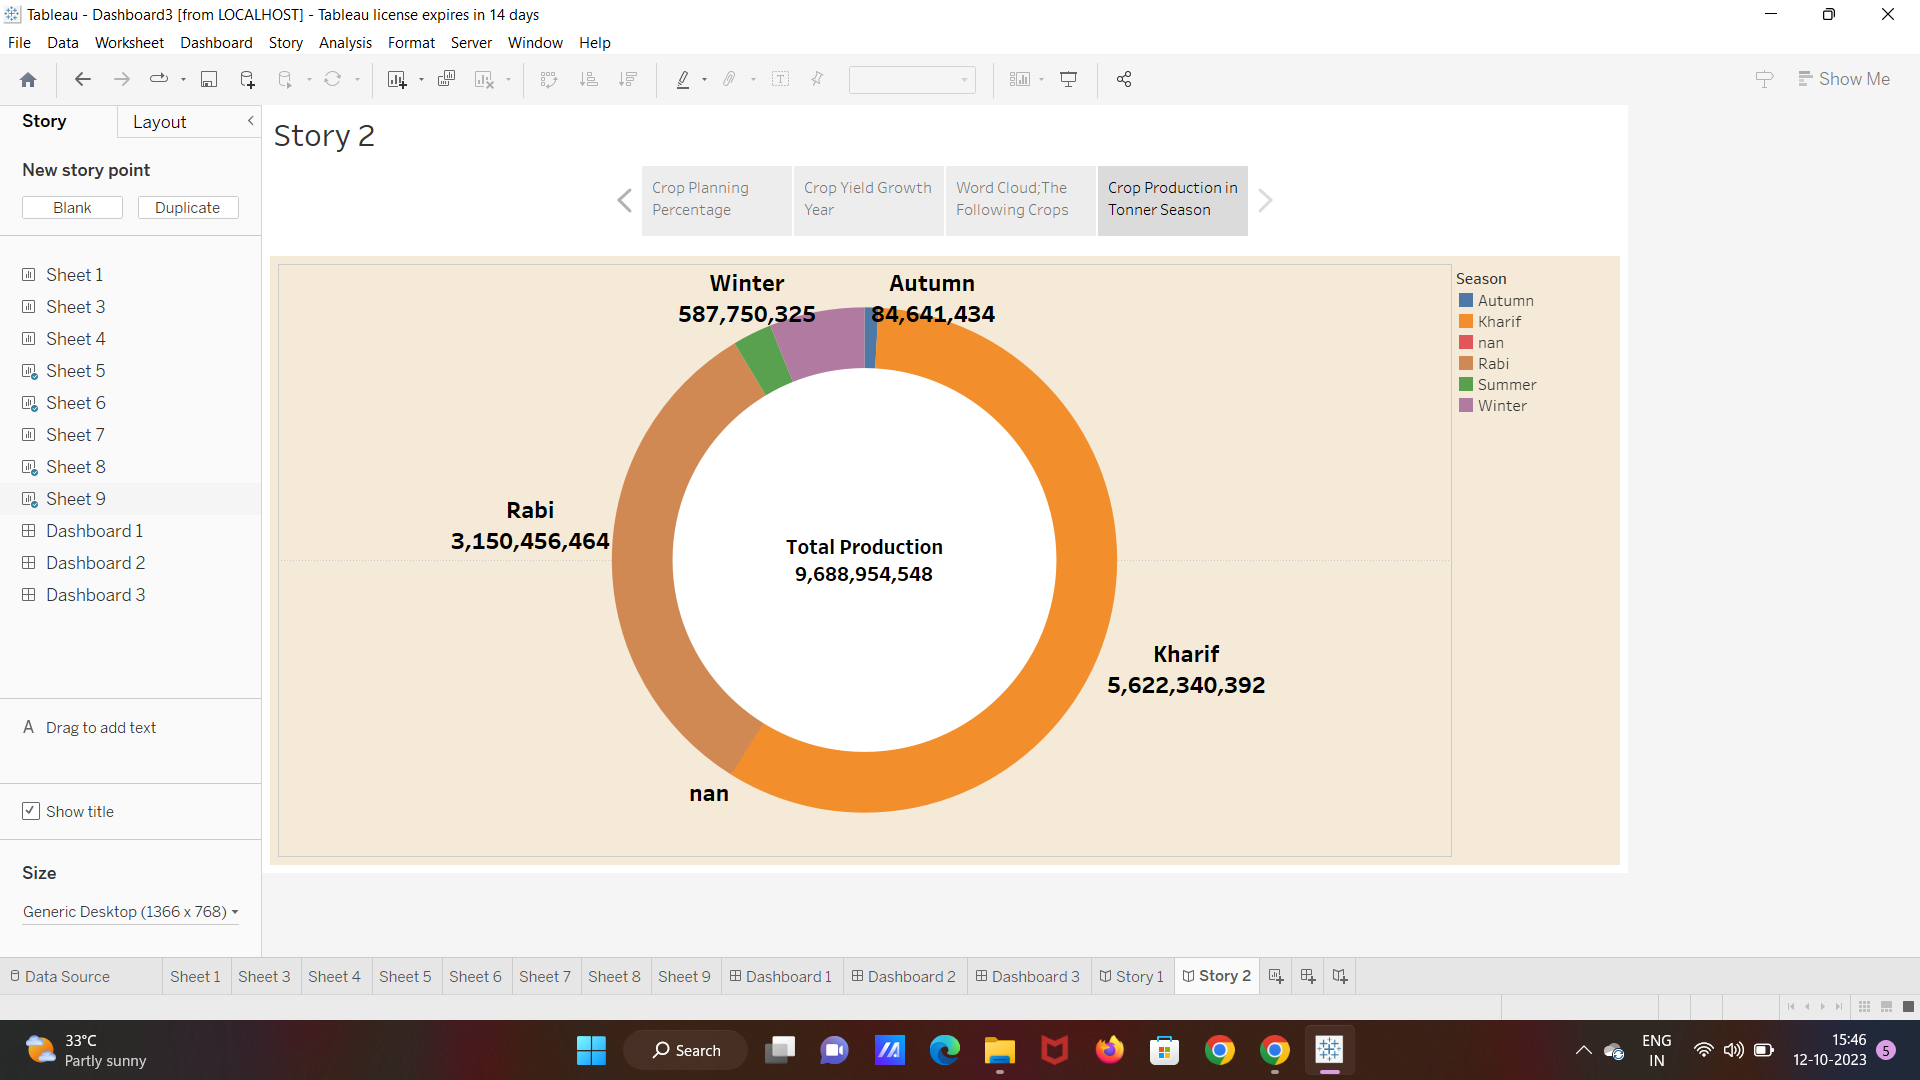 Tableau - Dashboard3 [from LOCALHOST] - Tableau license expires in 14 days
File Data Worksheet Dashboard Story Analysis Format Server Window Help
Show Me
Story Layout
New story point
Blank Duplicate
Sheet 1
Sheet 3
Sheet 4
Sheet 5
Sheet 6
Sheet 7
Sheet 8
Sheet 9
Dashboard 1
Dashboard 2
Dashboard 3
A Drag to add text
Show title
Size
Generic Desktop (1366 x 768)
Story 2
Crop Planning
Percentage
Crop Yield Growth
Year
Word Cloud;The
Following Crops
Crop Production in
Tonner Season
Winter
587,750,325
Autumn
84,641,434
Rabi
3,150,456,464
Total Production
9,688,954,548
Kharif
5,622,340,392
nan
Season
Autumn
Kharif
nan
Rabi
Summer
Winter
Data Source Sheet 1 Sheet 3 Sheet 4 Sheet 5 Sheet 6 Sheet 7 Sheet 8 Sheet 9 Dashboard 1 Dashboard 2 Dashboard 3 Story 1 Story 2
33°C
Partly sunny
Search
ENG
IN
15:46
12-10-2023
5